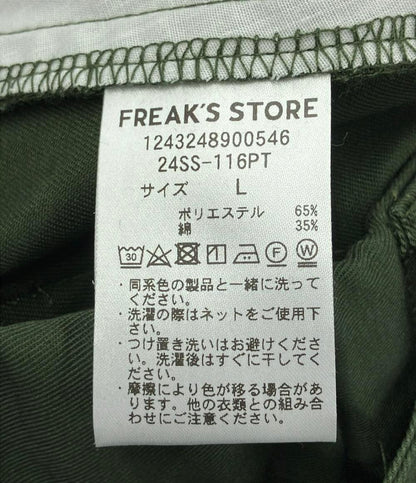 FREAK'S STORE
1243248900546
24SS-116PT
サイズ L
ポリエステル 65%
綿 35%
30 F W
・同系色の製品と一緒に洗って
ください。
・洗濯の際はネットをご使用下
さい。
・つけ置き洗いはお避けくださ
い。洗濯後はすぐに干してく
ださい。
・摩擦により色が移る場合があ
ります。他の衣類との組み合
わせにご注意ください。